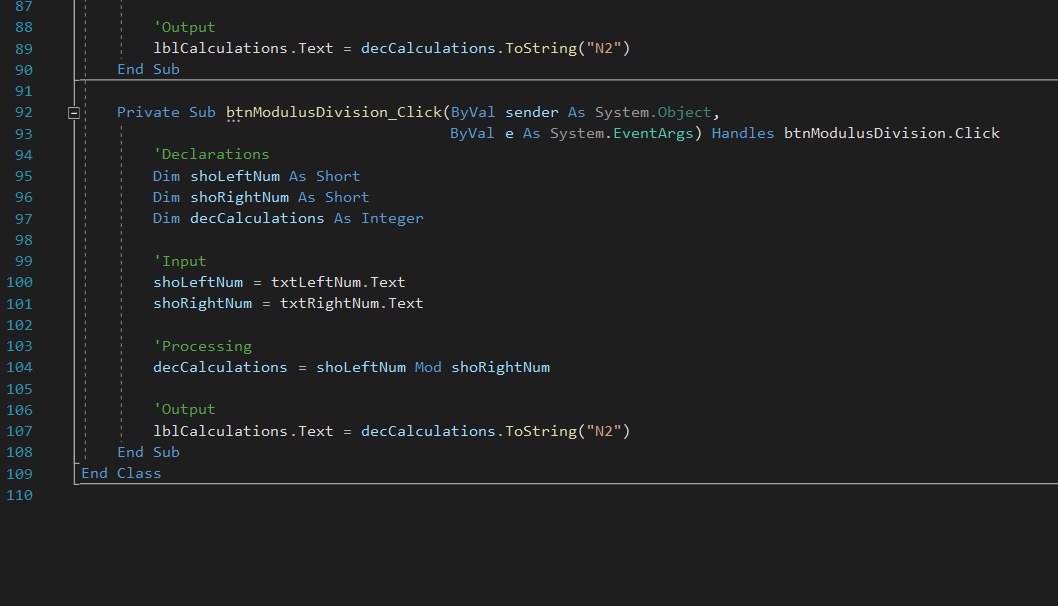 87
88 'Output
89 lblCalculations.Text = decCalculations.ToString("N2")
90 End Sub
91
92 Private Sub btnModulusDivision_Click(ByVal sender As System.Object,
93 ByVal e As System.EventArgs) Handles btnModulusDivision.Click
94 'Declarations
95 Dim shoLeftNum As Short
96 Dim shoRightNum As Short
97 Dim decCalculations As Integer
98
99 'Input
100 shoLeftNum = txtLeftNum.Text
101 shoRightNum = txtRightNum.Text
102
103 'Processing
104 decCalculations = shoLeftNum Mod shoRightNum
105
106 'Output
107 lblCalculations.Text = decCalculations.ToString("N2")
108 End Sub
109 End Class
110